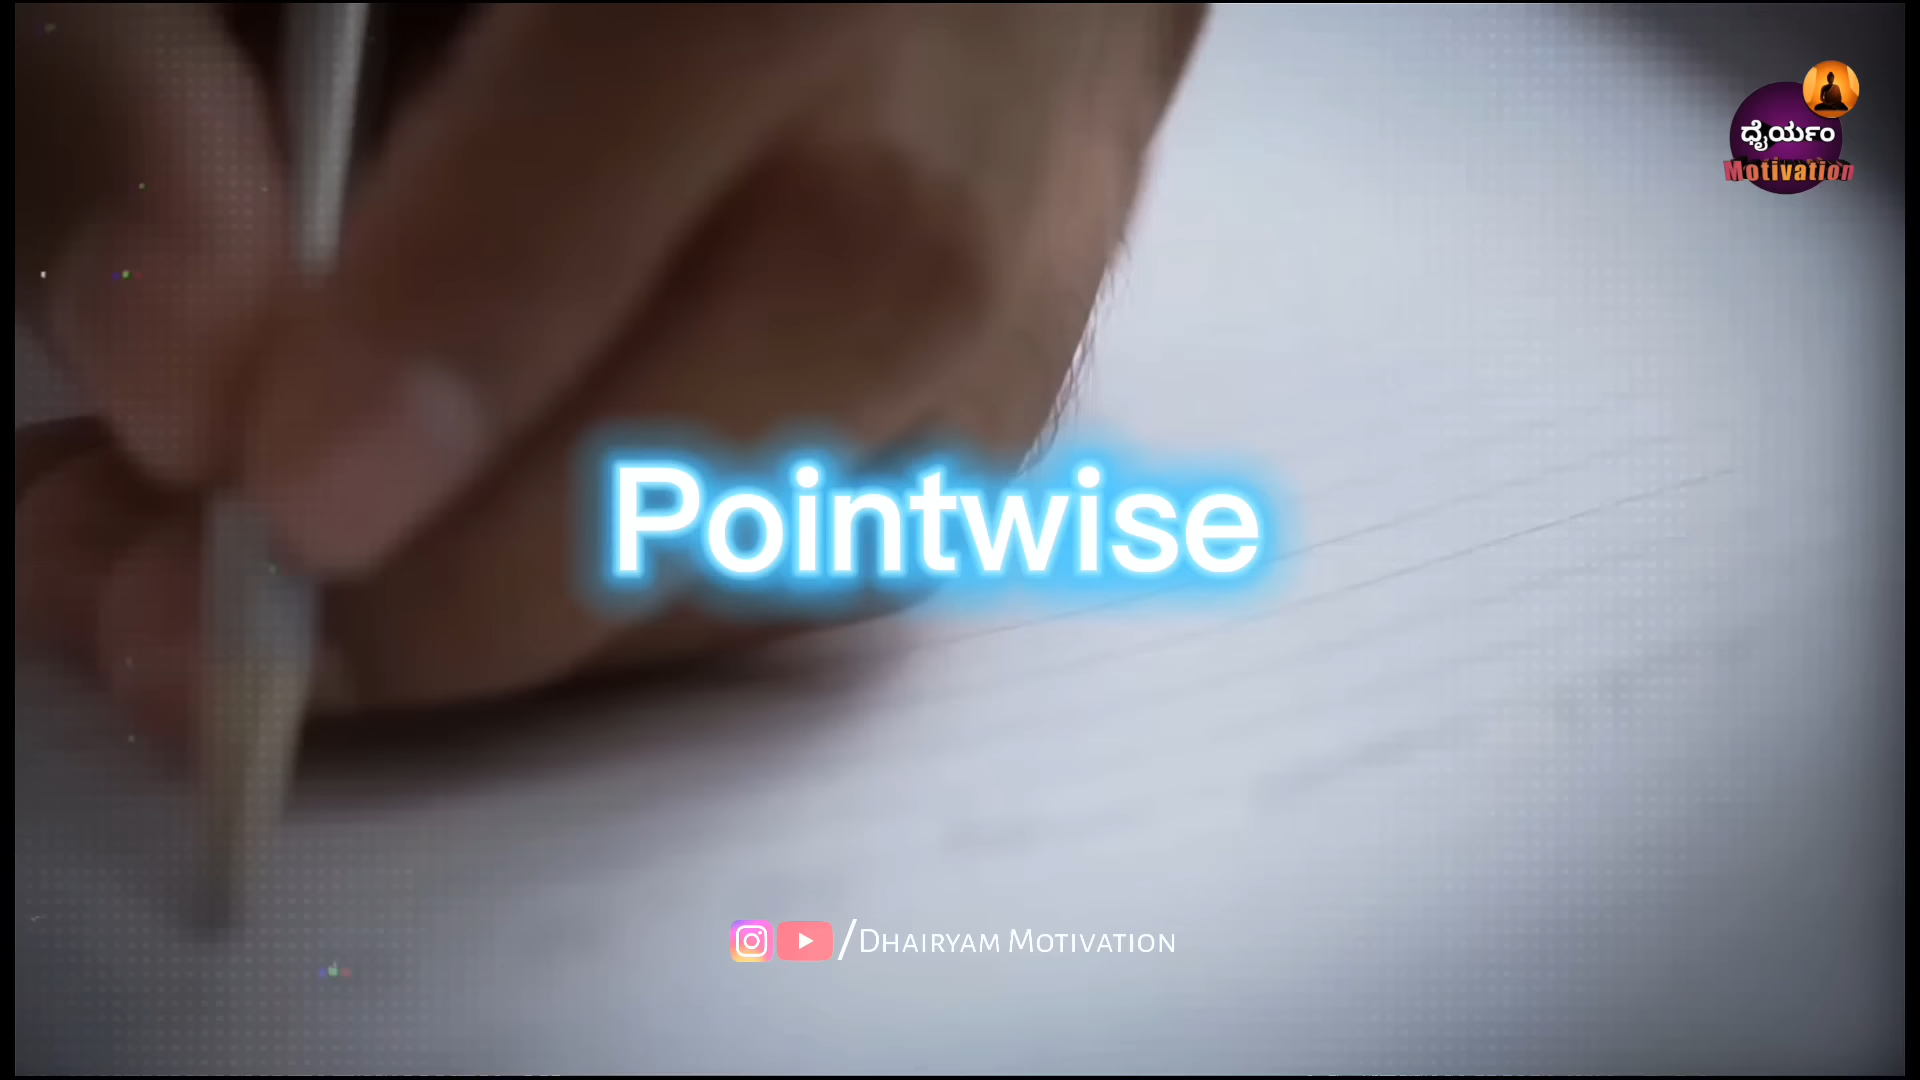 ಧೈರ್ಯಂ
Motivation
Pointwise
/Dhairyam Motivation